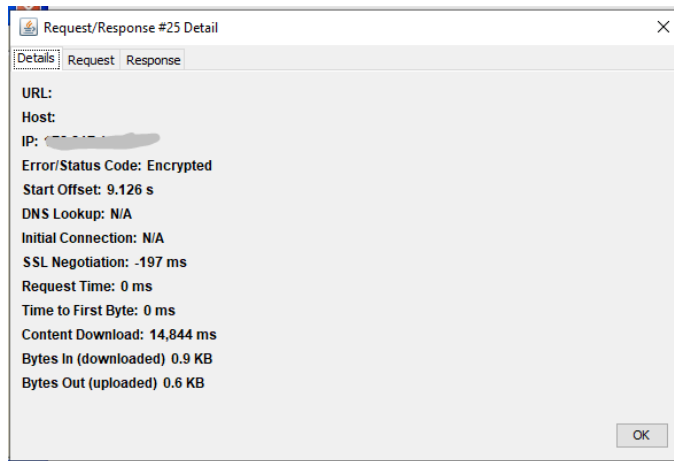 Request/Response #25 Detail
Details Request Response
URL:
Host:
IP:
Error/Status Code: Encrypted
Start Offset: 9.126 s
DNS Lookup: N/A
Initial Connection: N/A
SSL Negotiation: -197 ms
Request Time: 0 ms
Time to First Byte: 0 ms
Content Download: 14,844 ms
Bytes In (downloaded) 0.9 KB
Bytes Out (uploaded) 0.6 KB
OK